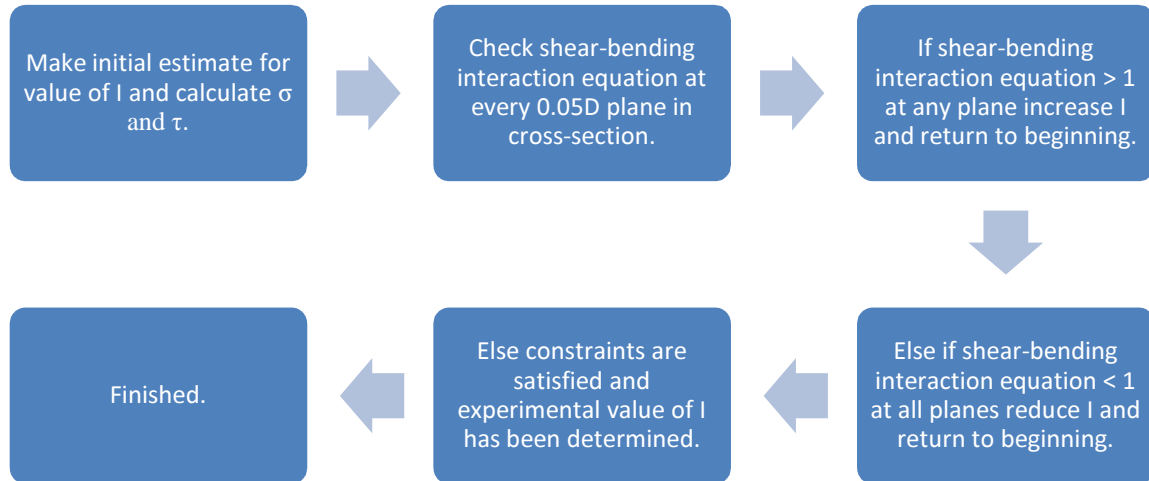 Make initial estimate for
value of I and calculate σ
and τ.
Check shear-bending
interaction equation at
every 0.05D plane in
cross-section.
If shear-bending
interaction equation > 1
at any plane increase I
and return to beginning.
Else if shear-bending
interaction equation < 1
at all planes reduce I and
return to beginning.
Else constraints are
satisfied and
experimental value of I
has been determined.
Finished.